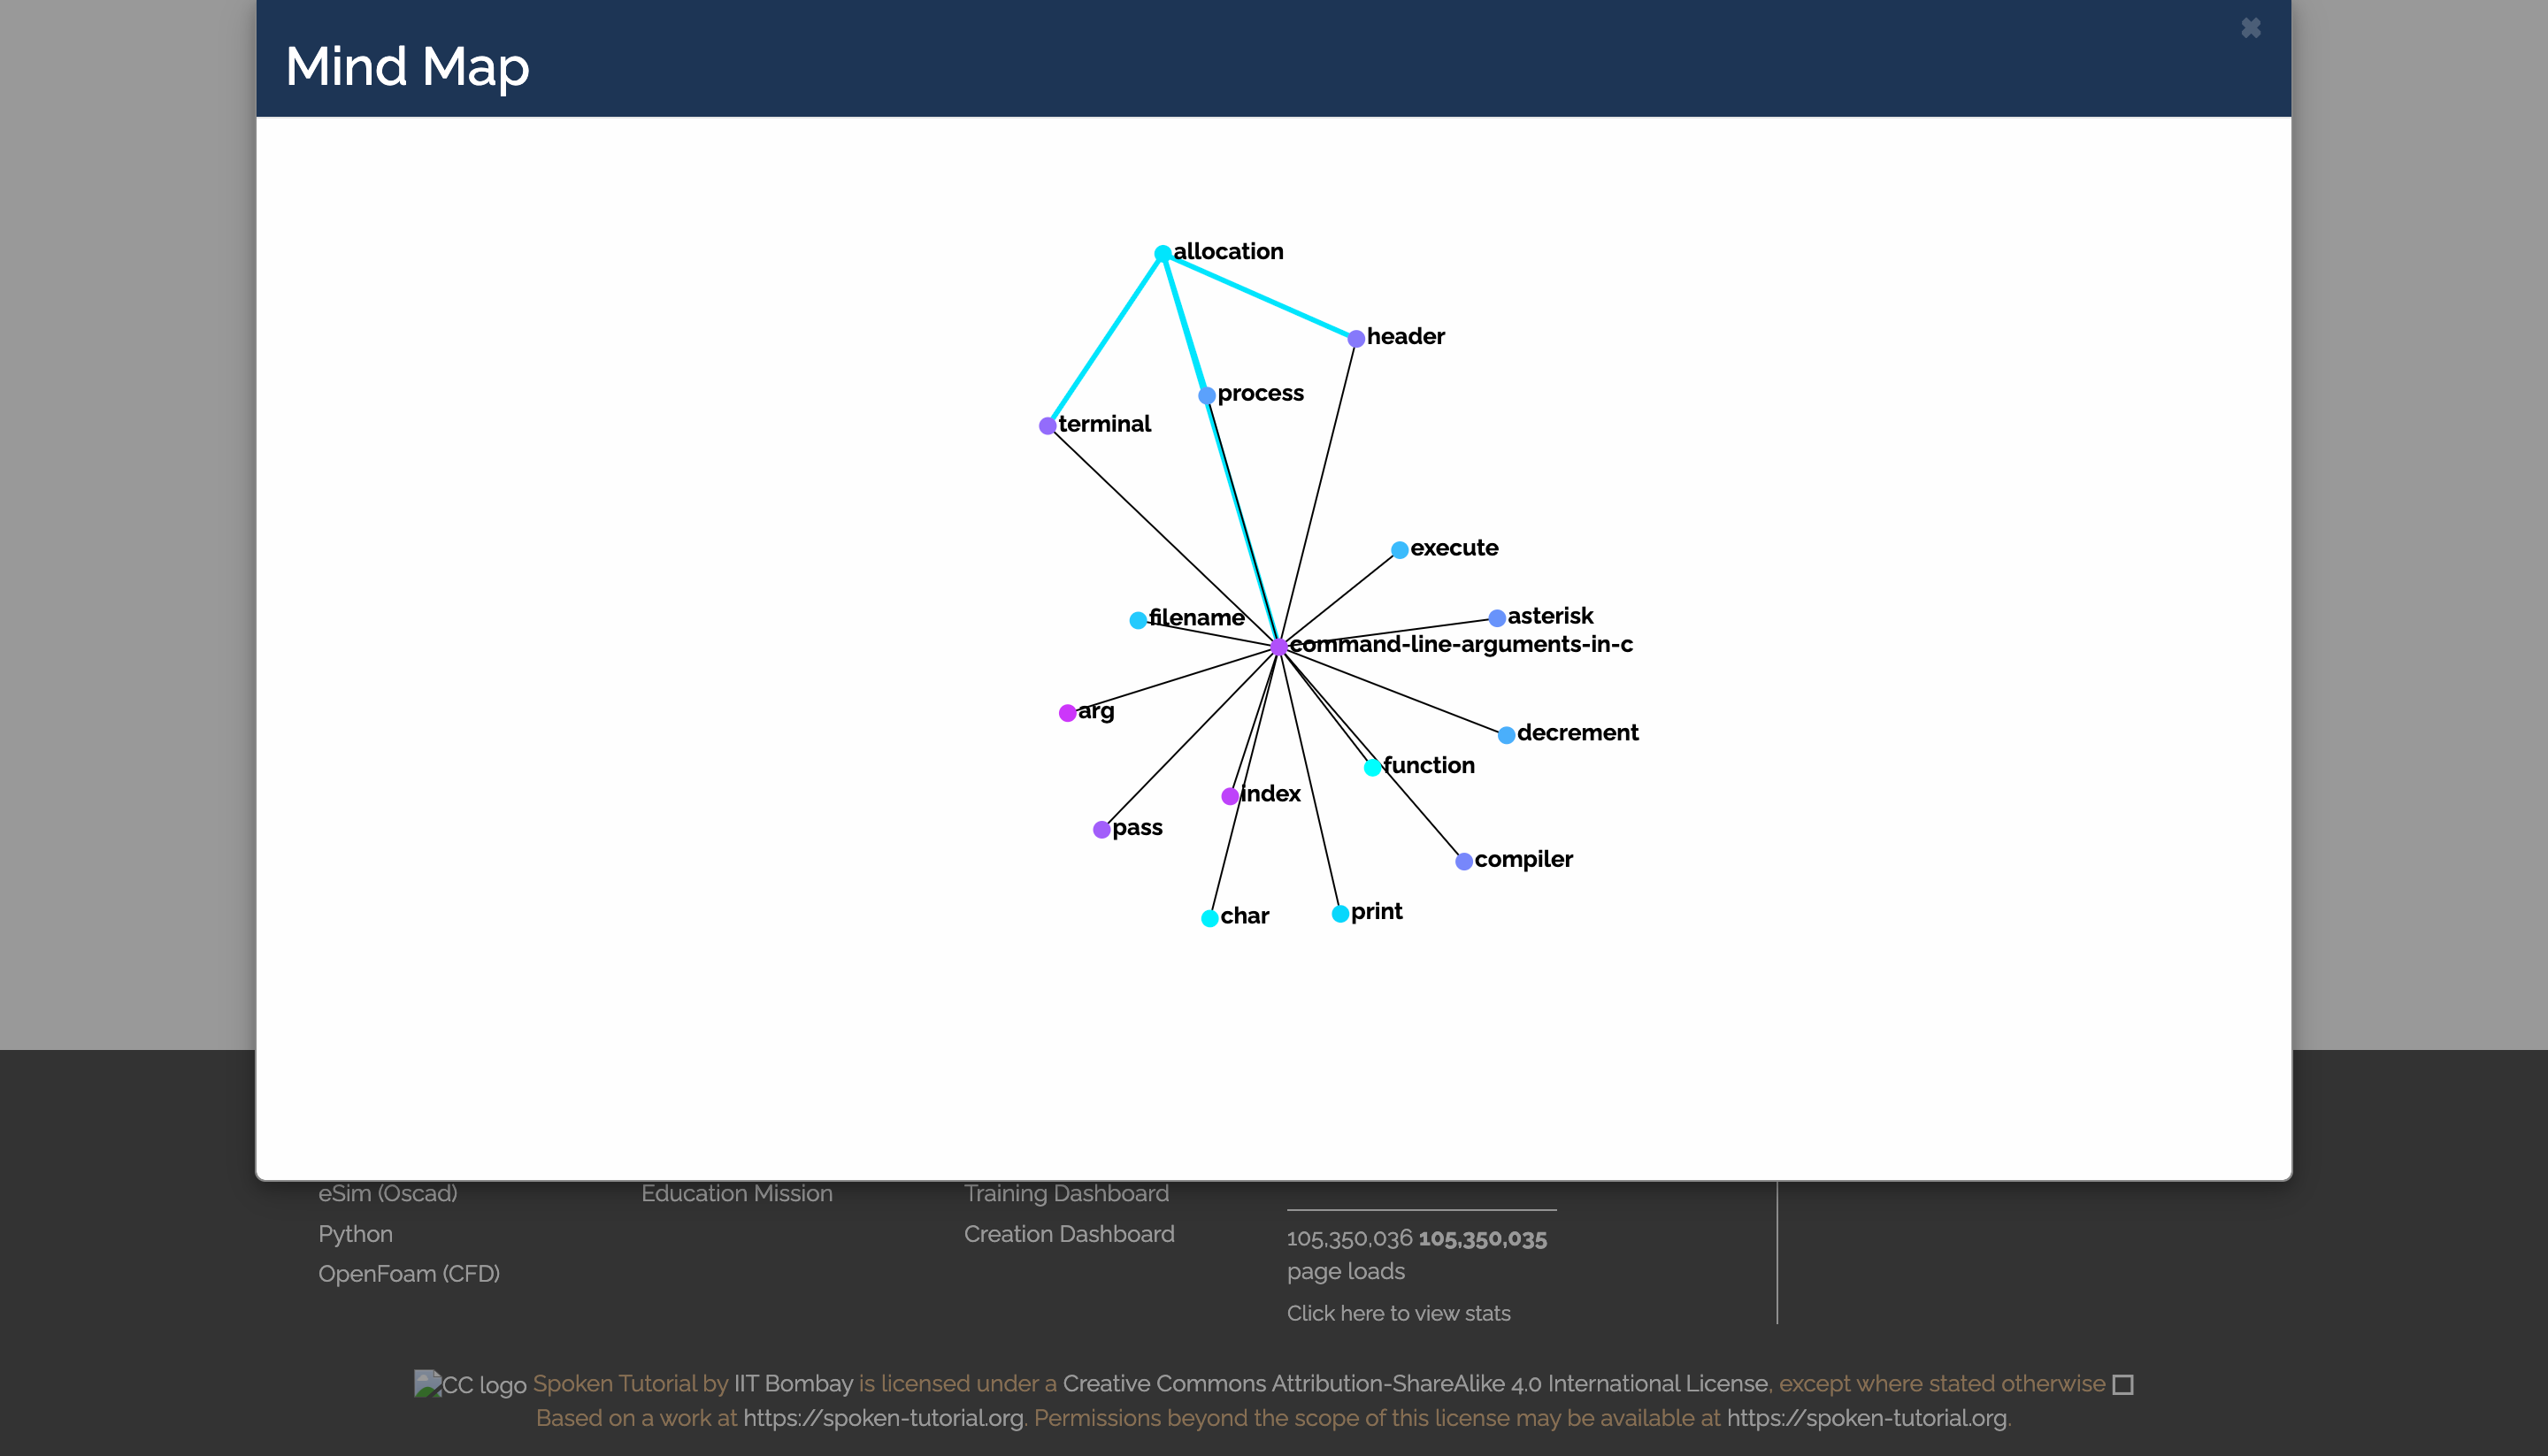 Mind Map
✖
allocation
header
process
terminal
execute
filename
asterisk
command-line-arguments-in-c
arg
decrement
function
index
pass
compiler
char
print
eSim (Oscad)
Python
OpenFoam (CFD)
Education Mission
Training Dashboard
Creation Dashboard
105,350,036 105,350,035
page loads
Click here to view stats
CC logo Spoken Tutorial by IIT Bombay is licensed under a Creative Commons Attribution-ShareAlike 4.0 International License, except where stated otherwise
Based on a work at https://spoken-tutorial.org. Permissions beyond the scope of this license may be available at https://spoken-tutorial.org.